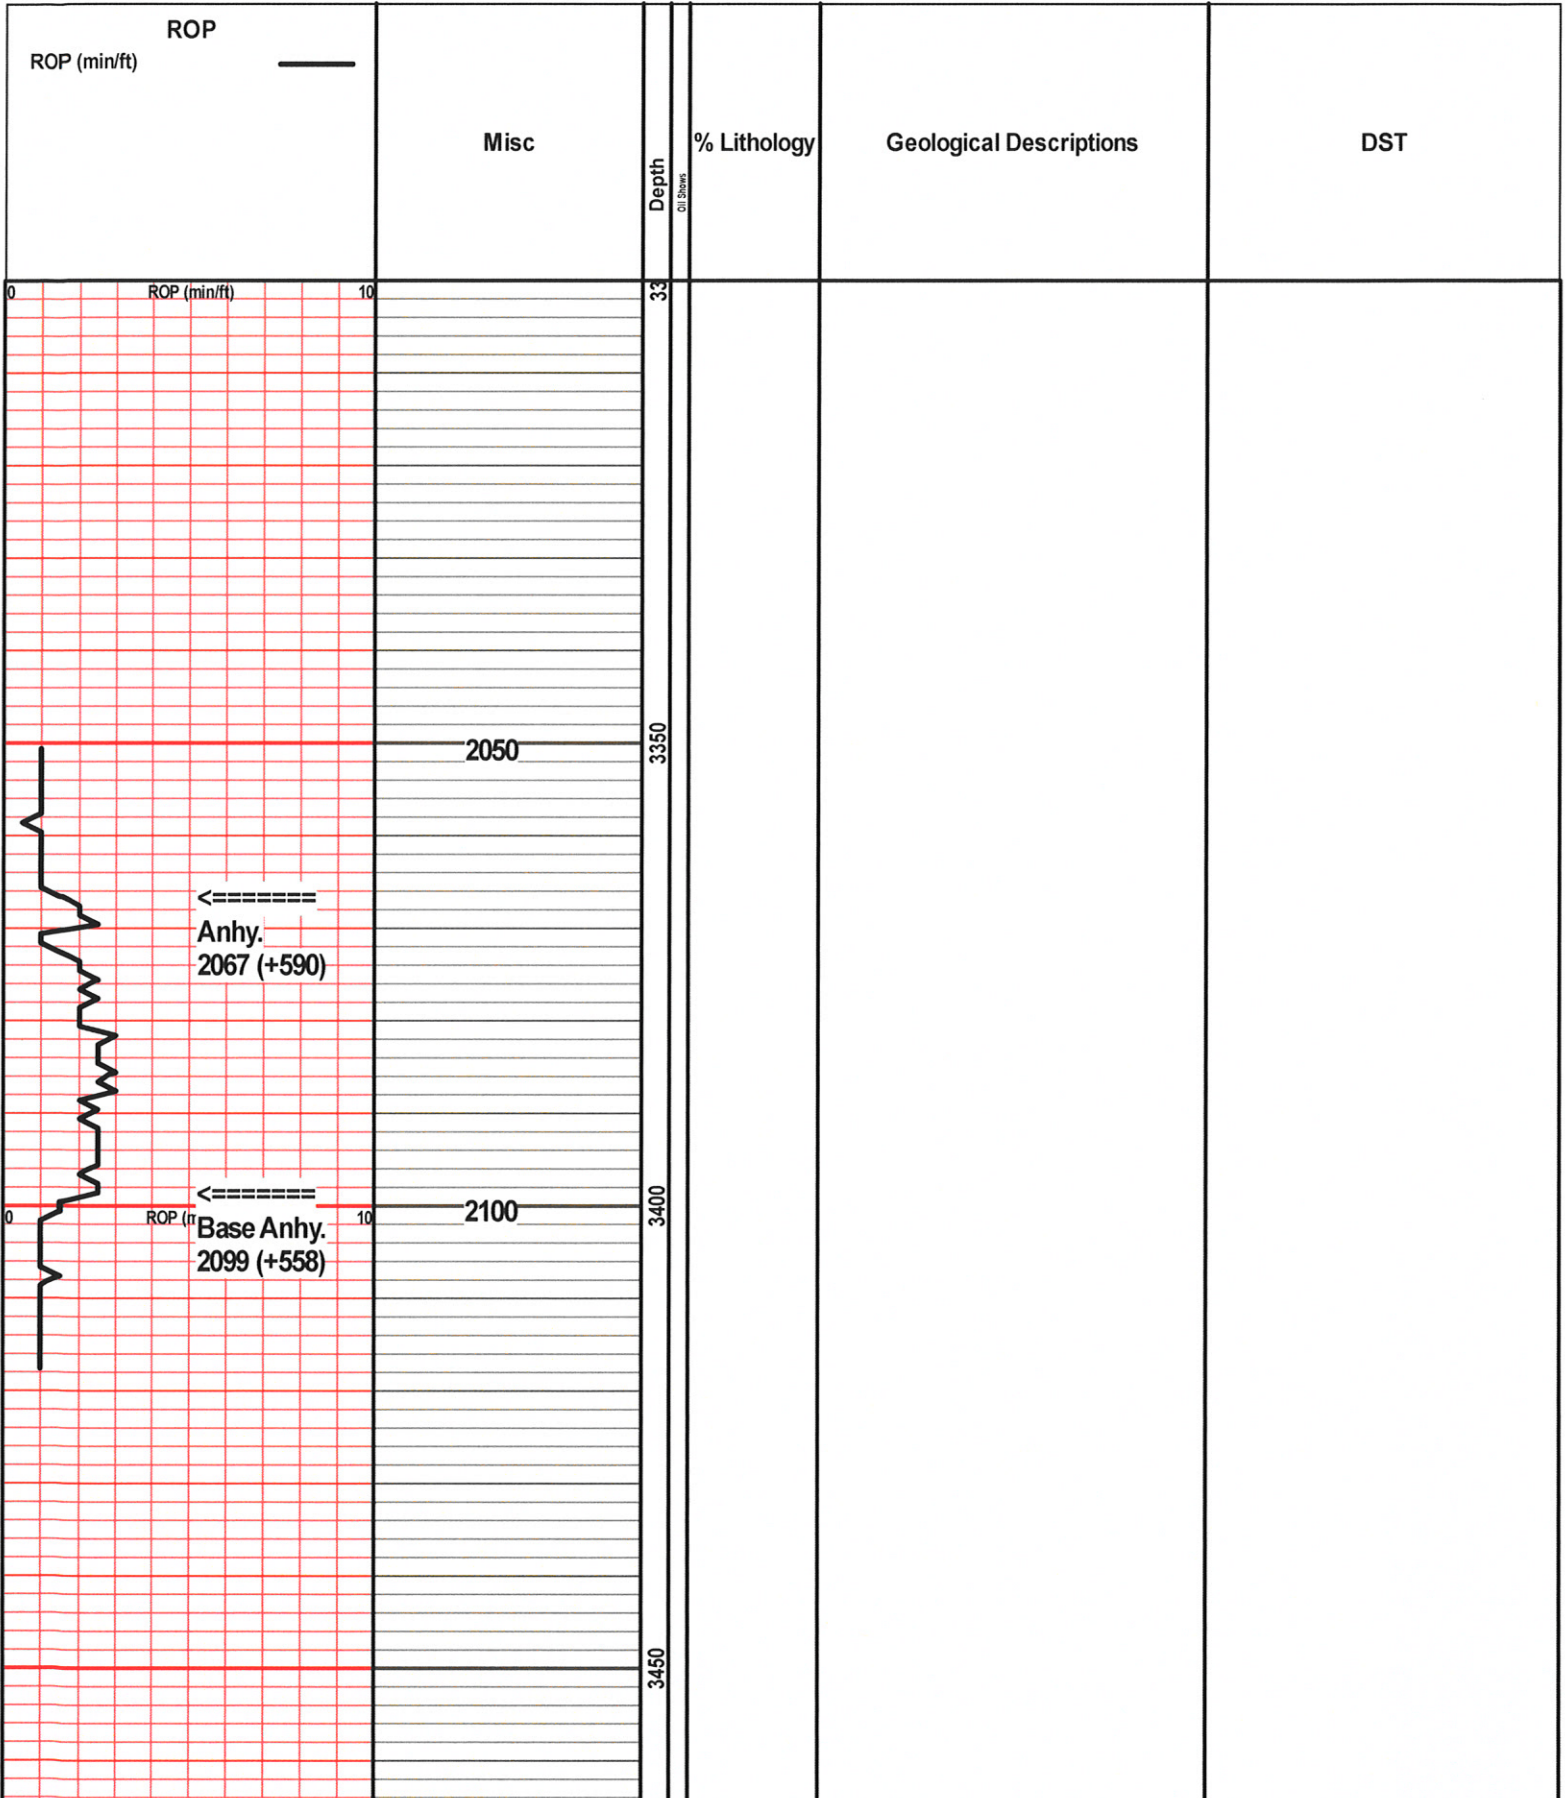 ROP
ROP (min/ft)
Misc
Depth
Oil Shows
% Lithology
Geological Descriptions
DST
0 ROP (min/ft) 10
33
2050
3350
<=======
Anhy.
2067 (+590)
<=======
2100
3400
0 ROP (m 10
Base Anhy.
2099 (+558)
3450